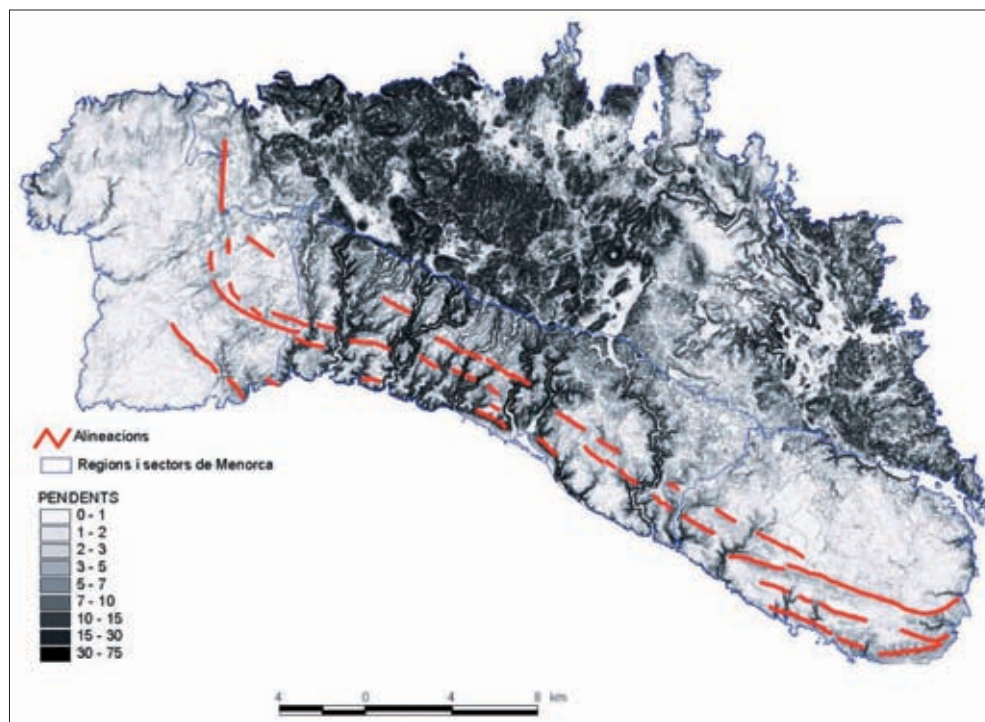 Alineacions
Regions i sectors de Menorca
PENDENTS
0 - 1
1 - 2
2 - 3
3 - 5
5 - 7
7 - 10
10 - 15
15 - 30
30 - 75
4 0 4 8 km